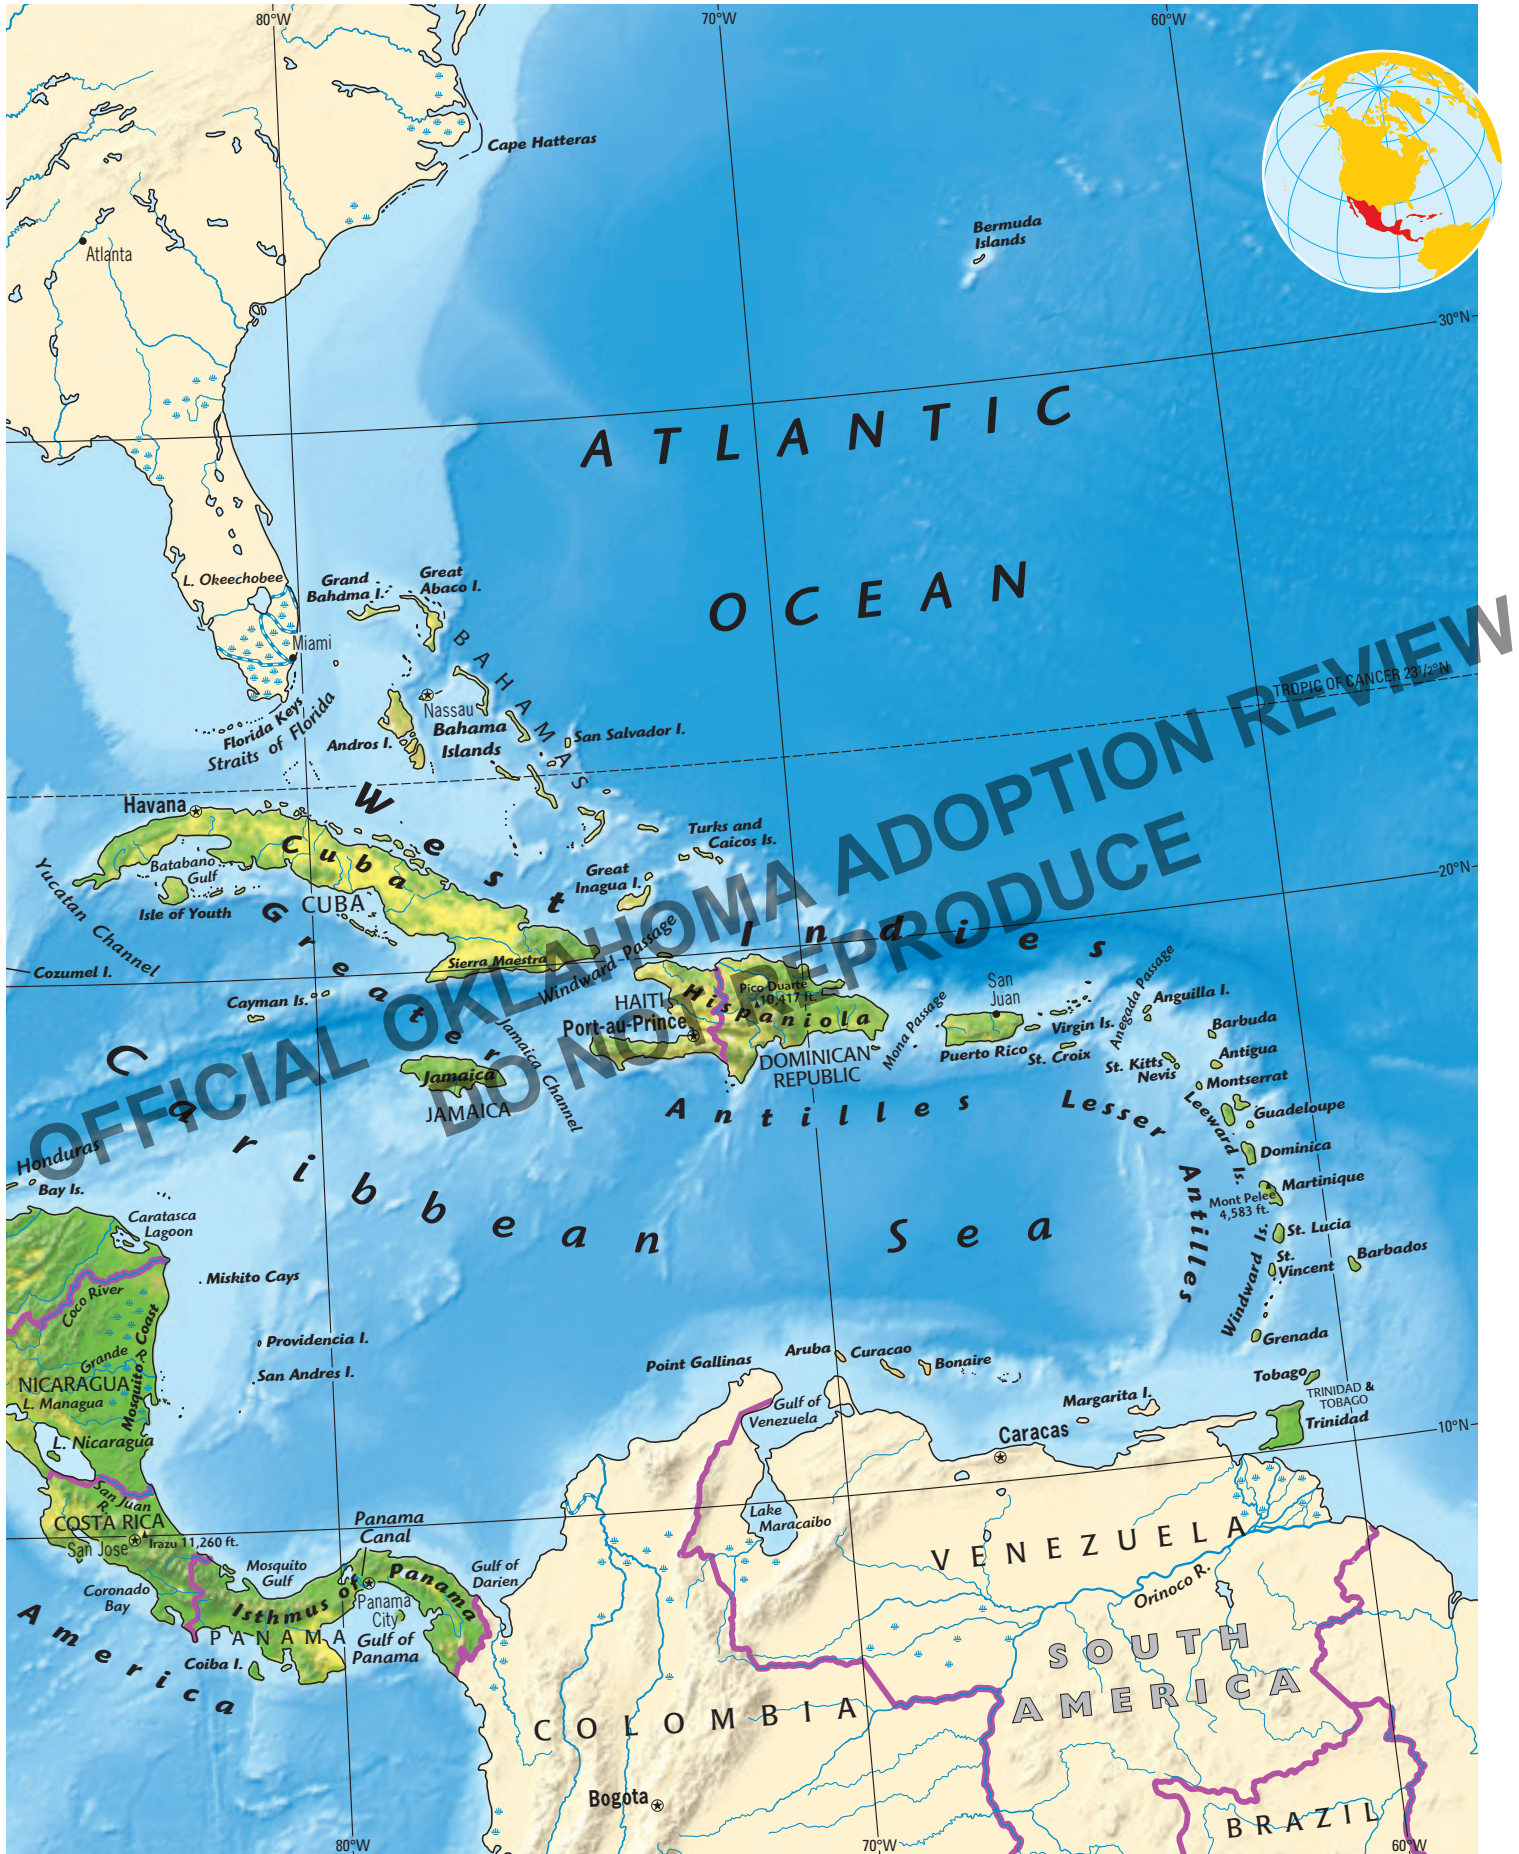 80°W
70°W
60°W
Cape Hatteras
Atlanta
Bermuda
Islands
30°N
ATLANTIC
OCEAN
L. Okeechobee
Grand
Bahdma I.
Great
Abaco I.
Miami
BAHAMAS
Nassau
Florida Keys
Straits of Florida
Andros I.
Bahama
Islands
San Salvador I.
TROPIC OF CANCER 23½°N
Havana
West
Indies
Cuba
Turks and
Caicos Is.
Batabano
Gulf
Great
Inagua I.
20°N
Yucatan Channel
Isle of Youth
CUBA
Greater
Antilles
Cozumel I.
Sierra Maestra
Windward Passage
Cayman Is.
HAITI
Hispaniola
Pico Duarte
10,417 ft.
San
Juan
Anegada Passage
Anguilla I.
Port-au-Prince
Mona Passage
Virgin Is.
Barbuda
Jamaica Channel
DOMINICAN
REPUBLIC
Puerto Rico
St. Croix
St. Kitts
Nevis
Antigua
Jamaica
JAMAICA
Montserrat
Lesser
Antilles
Leeward Is.
Guadeloupe
Caribbean
Sea
Honduras
Dominica
Bay Is.
Martinique
Mont Pelee
4,583 ft.
Caratasca
Lagoon
St. Lucia
Windward Is.
St.
Vincent
Barbados
Miskito Cays
Coco River
Mosquito Coast
Providencia I.
Grenada
Grande R.
San Andres I.
NICARAGUA
L. Managua
Point Gallinas
Aruba
Curacao
Bonaire
Tobago
TRINIDAD &
TOBAGO
Trinidad
Margarita I.
Gulf of
Venezuela
Caracas
10°N
L. Nicaragua
San Juan
R.
COSTA RICA
San Jose
Irazu 11,260 ft.
Panama
Canal
Lake
Maracaibo
VENEZUELA
Mosquito
Gulf
Gulf of
Darien
Coronado
Bay
Isthmus of Panama
Panama
City
Orinoco R.
America
PANAMA
Gulf of
Panama
Coiba I.
SOUTH
AMERICA
COLOMBIA
Bogota
BRAZIL
80°W
70°W
60°W
OFFICIAL OKLAHOMA ADOPTION REVIEW
DO NOT REPRODUCE